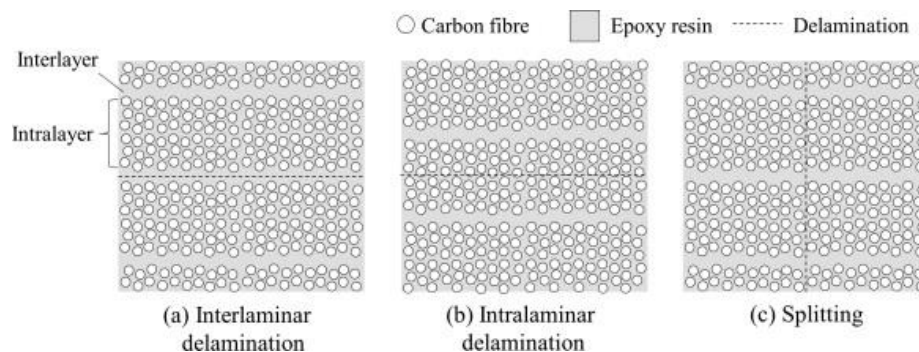 Carbon fibre Epoxy resin Delamination
Interlayer
Intralayer
(a) Interlaminar
delamination
(b) Intralaminar
delamination
(c) Splitting